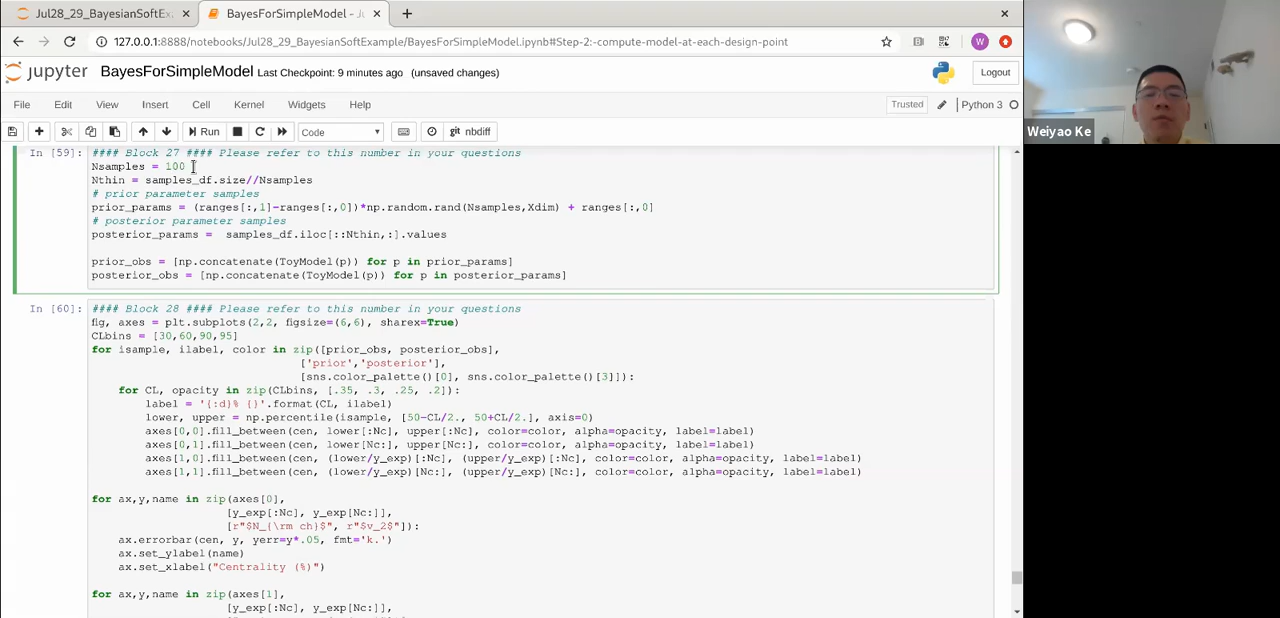 Jul28_29_BayesianSoftEx
BayesForSimpleModel - J
127.0.0.1:8888/notebooks/Jul28_29_BayesianSoftExample/BayesForSimpleModel.ipynb#Step-2:-compute-model-at-each-design-point
W
jupyter BayesForSimpleModel Last Checkpoint: 9 minutes ago (unsaved changes)
Logout
File Edit View Insert Cell Kernel Widgets Help
Trusted
Python 3
Run
Code
nbdiff
Weiyao Ke
In [59]:
#### Block 27 #### Please refer to this number in your questions
Nsamples = 100
Nthin = samples_df.size//Nsamples
# prior parameter samples
prior_params = (ranges[:,1]-ranges[:,0])*np.random.rand(Nsamples,Xdim) + ranges[:,0]
# posterior parameter samples
posterior_params =  samples_df.iloc[::Nthin,:].values
prior_obs = [np.concatenate(ToyModel(p)) for p in prior_params]
posterior_obs = [np.concatenate(ToyModel(p)) for p in posterior_params]
In [60]:
#### Block 28 #### Please refer to this number in your questions
fig, axes = plt.subplots(2,2, figsize=(6,6), sharex=True)
CLbins = [30,60,90,95]
for isample, ilabel, color in zip([prior_obs, posterior_obs],
['prior','posterior'],
[sns.color_palette()[0], sns.color_palette()[3]]):
for CL, opacity in zip(CLbins, [.35, .3, .25, .2]):
label = '{:d}% {}'.format(CL, ilabel)
lower, upper = np.percentile(isample, [50-CL/2., 50+CL/2.], axis=0)
axes[0,0].fill_between(cen, lower[:Nc], upper[:Nc], color=color, alpha=opacity, label=label)
axes[0,1].fill_between(cen, lower[Nc:], upper[Nc:], color=color, alpha=opacity, label=label)
axes[1,0].fill_between(cen, (lower/y_exp)[:Nc], (upper/y_exp)[:Nc], color=color, alpha=opacity, label=label)
axes[1,1].fill_between(cen, (lower/y_exp)[Nc:], (upper/y_exp)[Nc:], color=color, alpha=opacity, label=label)
for ax,y,name in zip(axes[0],
[y_exp[:Nc], y_exp[Nc:]],
[r"$N_{\rm ch}$", r"$v_2$"]):
ax.errorbar(cen, y, yerr=y*.05, fmt='k.')
ax.set_ylabel(name)
ax.set_xlabel("Centrality (%)")
for ax,y,name in zip(axes[1],
[y_exp[:Nc], y_exp[Nc:]],